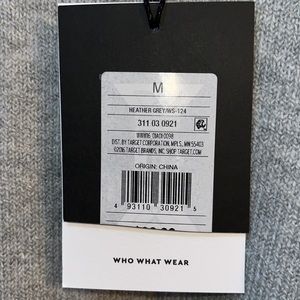 M
HEATHER GREY/WS-124
311 03 0921
DIST. BY TARGET CORPORATION, MPLS, MN 55403
©2016 TARGET BRANDS, INC. SHOP TARGET.COM
ORIGIN: CHINA
4 93110 30921 5
WHO WHAT WEAR